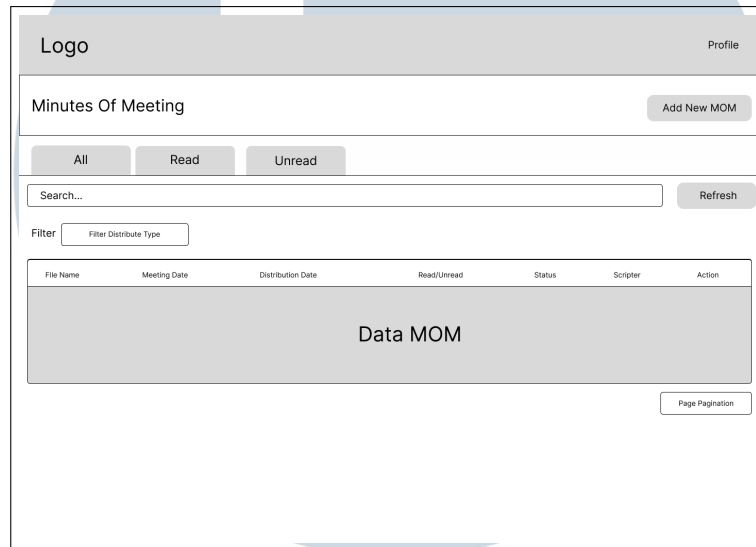 Logo
Profile
Minutes Of Meeting
Add New MOM
All
Read
Unread
Search...
Refresh
Filter
Filter Distribute Type
File Name
Meeting Date
Distribution Date
Read/Unread
Status
Scripter
Action
Data MOM
Page Pagination